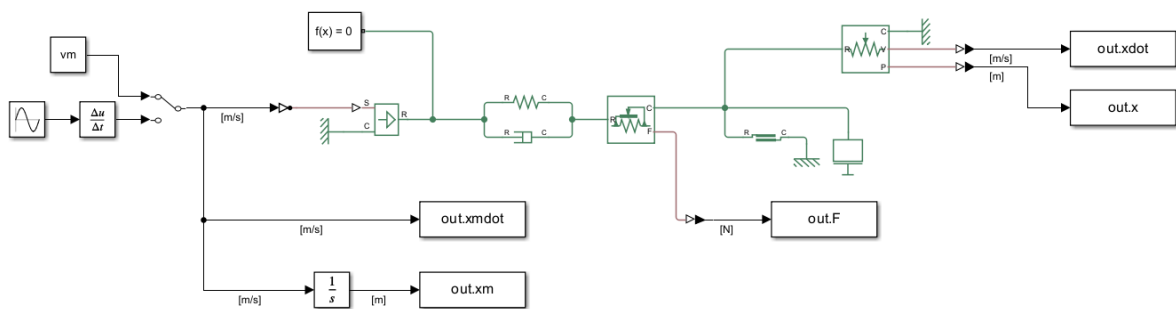 f(x) = 0
vm
Δu
Δt
[m/s]
S
C
R
R C
R C
R
C
F
R
C
V
P
[m/s]
[m]
out.xdot
out.x
R C
[N]
out.F
[m/s]
out.xmdot
[m/s]
1
s
[m]
out.xm